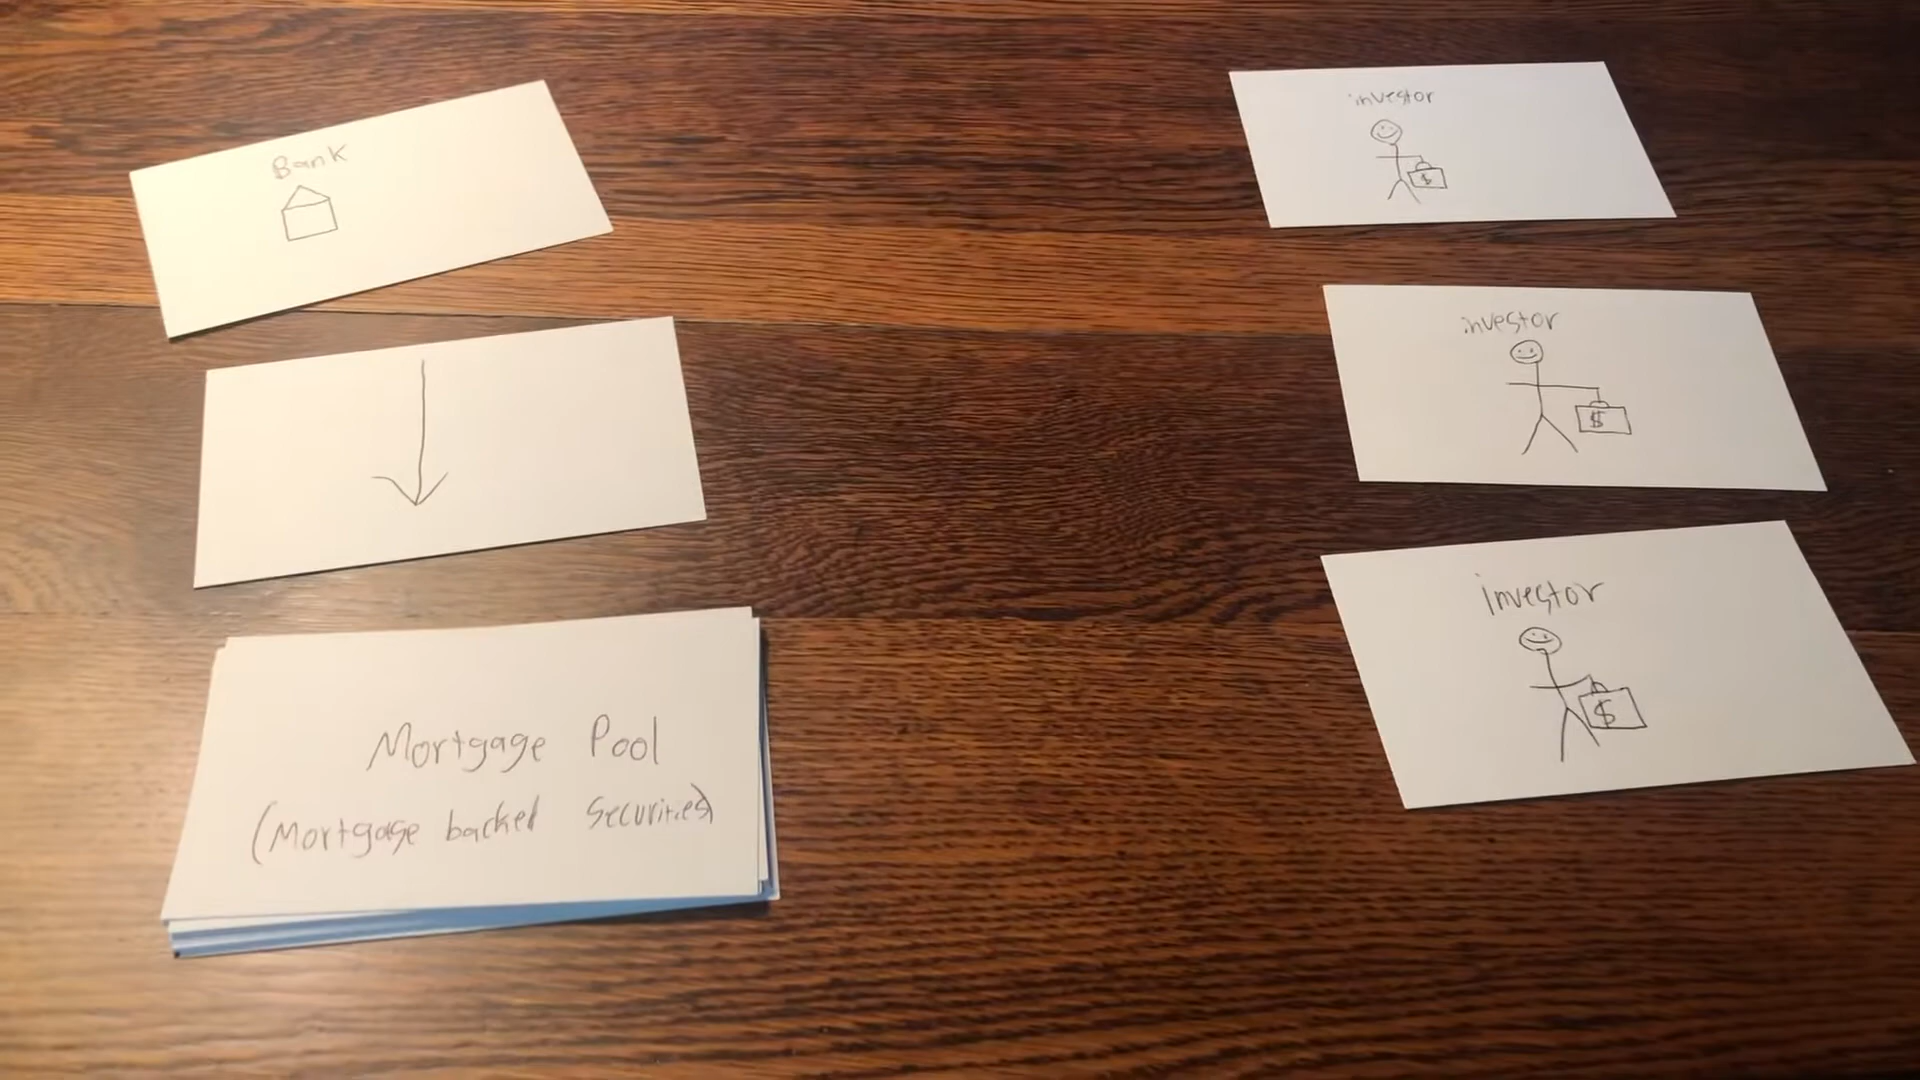 Bank
Mortgage Pool
(Mortgage backed securities)
investor
$
investor
$
investor
$